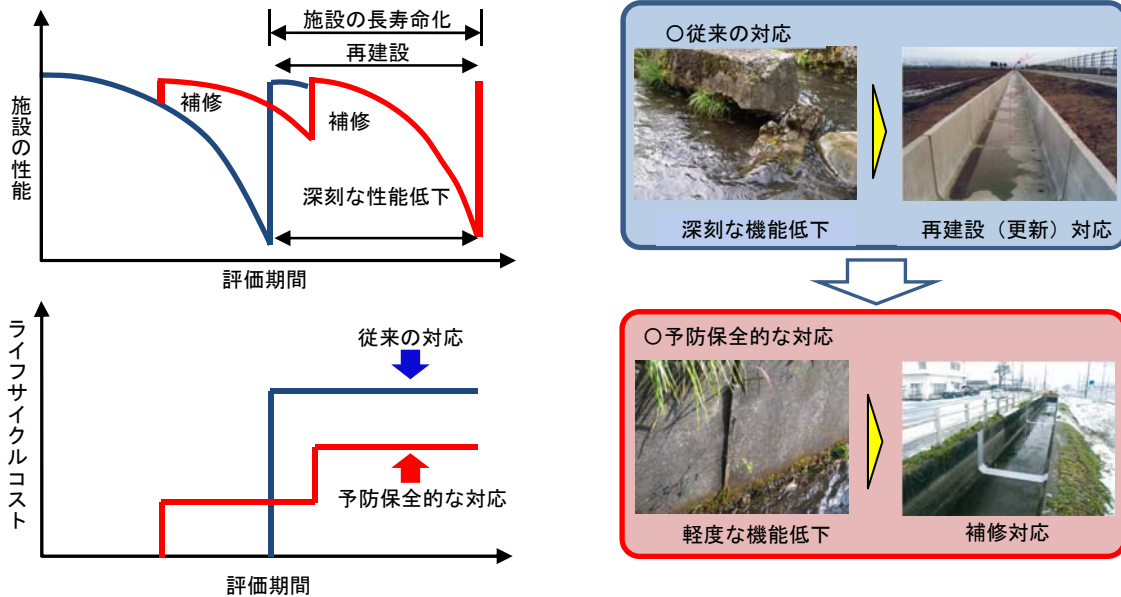 施設の長寿命化
再建設
補修
補修
深刻な性能低下
施設の性能
評価期間
従来の対応
予防保全的な対応
ライフサイクルコスト
評価期間
○従来の対応
深刻な機能低下
再建設（更新）対応
○予防保全的な対応
軽度な機能低下
補修対応